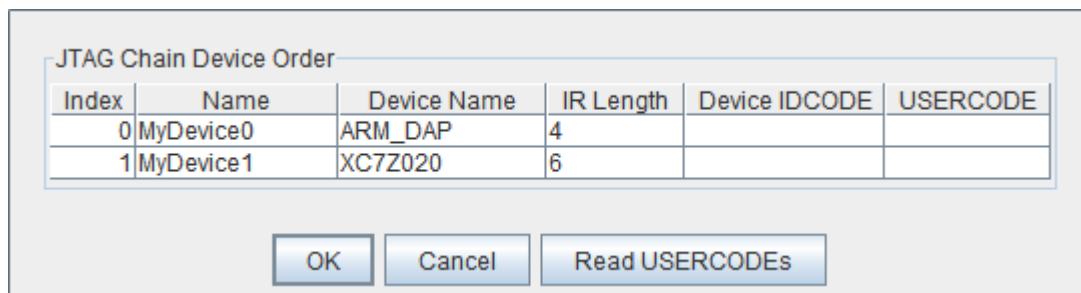 JTAG Chain Device Order
Index Name Device Name IR Length Device IDCODE USERCODE
0 MyDevice0 ARM_DAP 4
1 MyDevice1 XC7Z020 6
OK Cancel Read USERCODEs